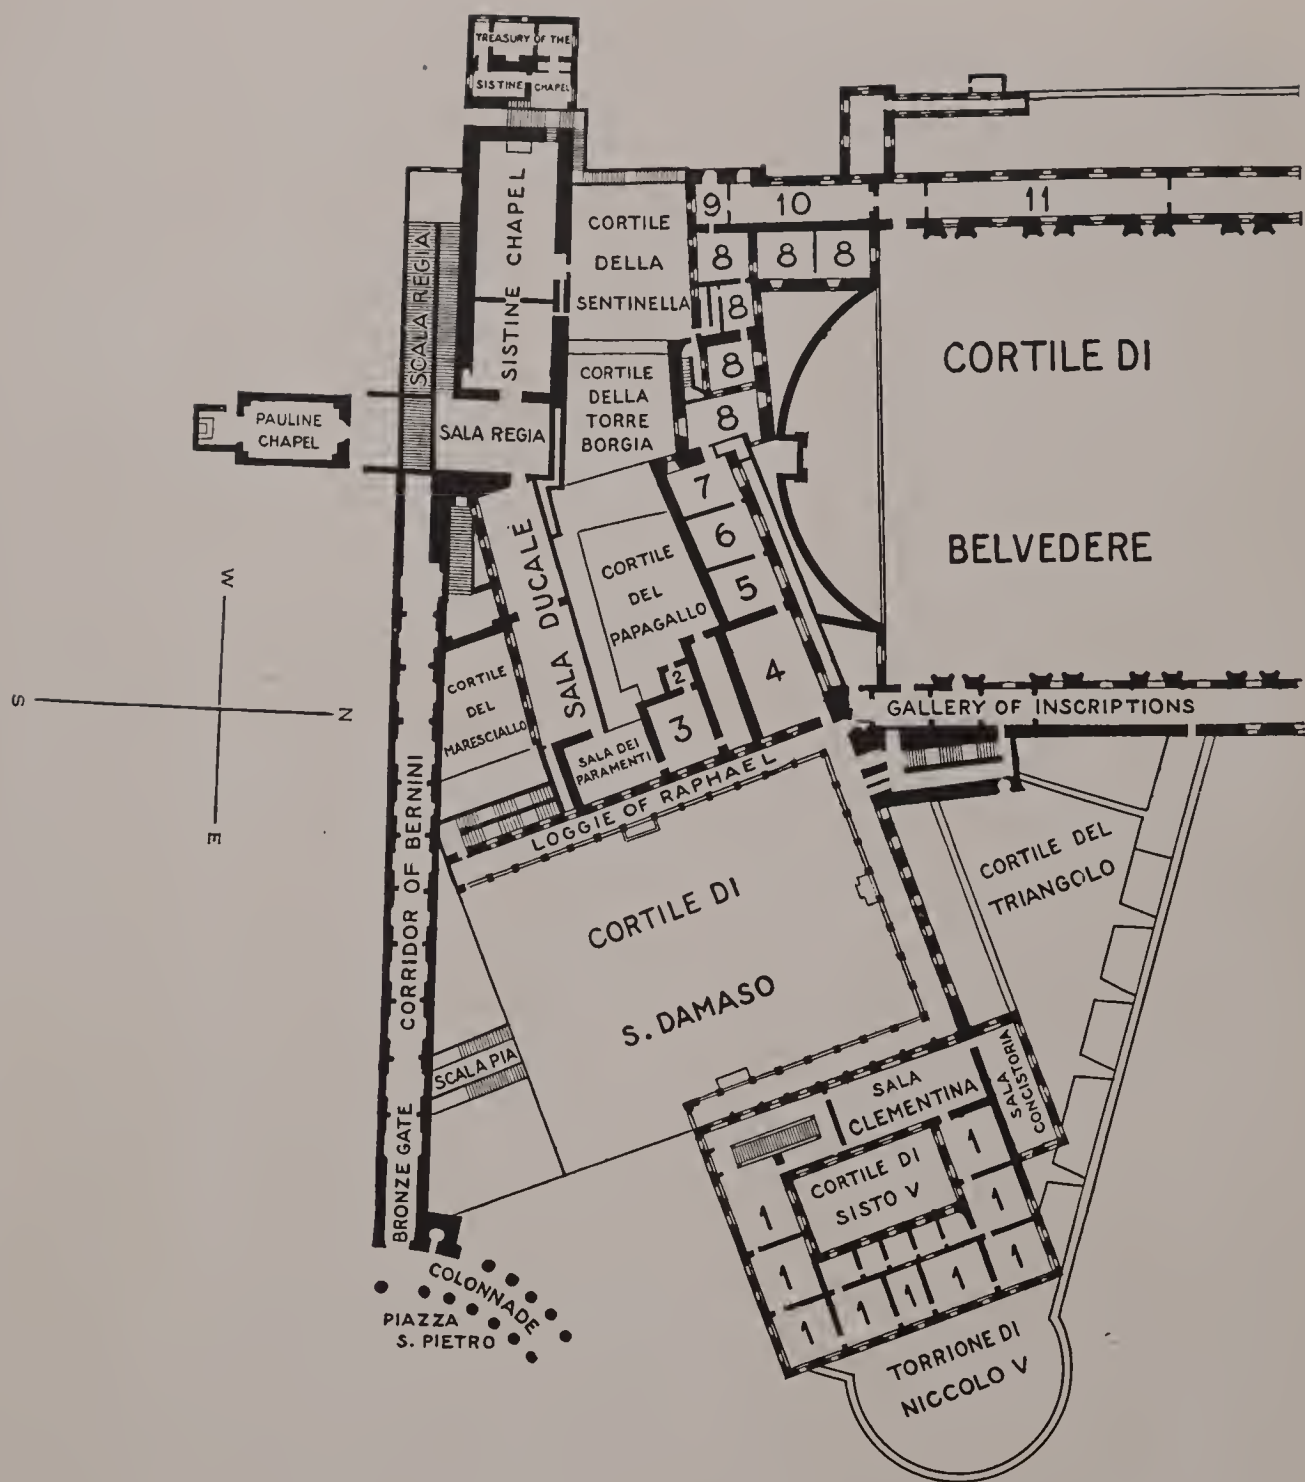 TREASURY OF THE
SISTINE CHAPEL
SISTINE CHAPEL
SCALA REGIA
CORTILE
DELLA
SENTINELLA
9
10
11
8
8
8
8
8
8
CORTILE
DELLA
TORRE
BORGIA
PAULINE
CHAPEL
SALA REGIA
CORTILE DI
BELVEDERE
7
6
5
4
2
3
SALA DUCALE
CORTILE
DEL
PAPAGALLO
CORTILE
DEL
MARESCIALLO
SALA DEI
PARAMENTI
LOGGIE OF RAPHAEL
GALLERY OF INSCRIPTIONS
W
S
N
E
CORRIDOR OF BERNINI
BRONZE GATE
CORTILE DEL
TRIANGOLO
CORTILE DI
S. DAMASO
SCALA PIA
SALA
CLEMENTINA
SALA
CONCISTORIA
CORTILE DI
SISTO V
1
1
1
1
1
1
1
1
1
COLONNADE
PIAZZA
S. PIETRO
TORRIONE DI
NICCOLO V